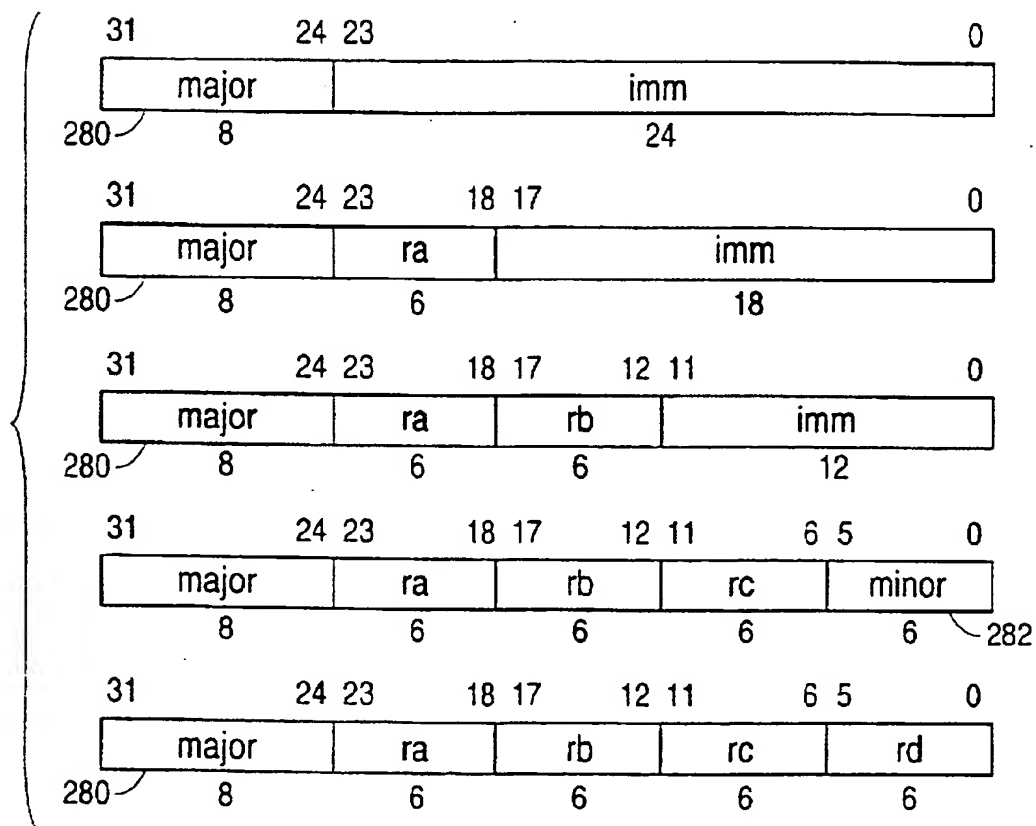 31 24 23 0
major imm
280 8 24
31 24 23 18 17 0
major ra imm
280 8 6 18
31 24 23 18 17 12 11 0
major ra rb imm
280 8 6 6 12
31 24 23 18 17 12 11 6 5 0
major ra rb rc minor
8 6 6 6 6 282
31 24 23 18 17 12 11 6 5 0
major ra rb rc rd
280 8 6 6 6 6